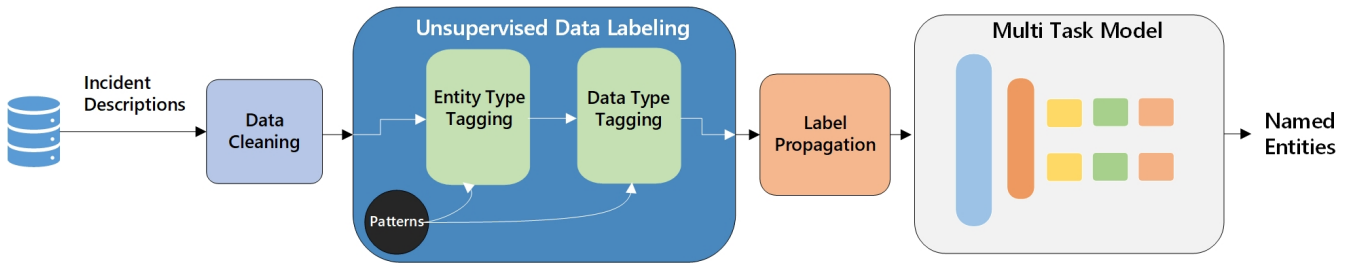 Incident
Descriptions
Data
Cleaning
Unsupervised Data Labeling
Entity Type
Tagging
Data Type
Tagging
Patterns
Label
Propagation
Multi Task Model
Named
Entities